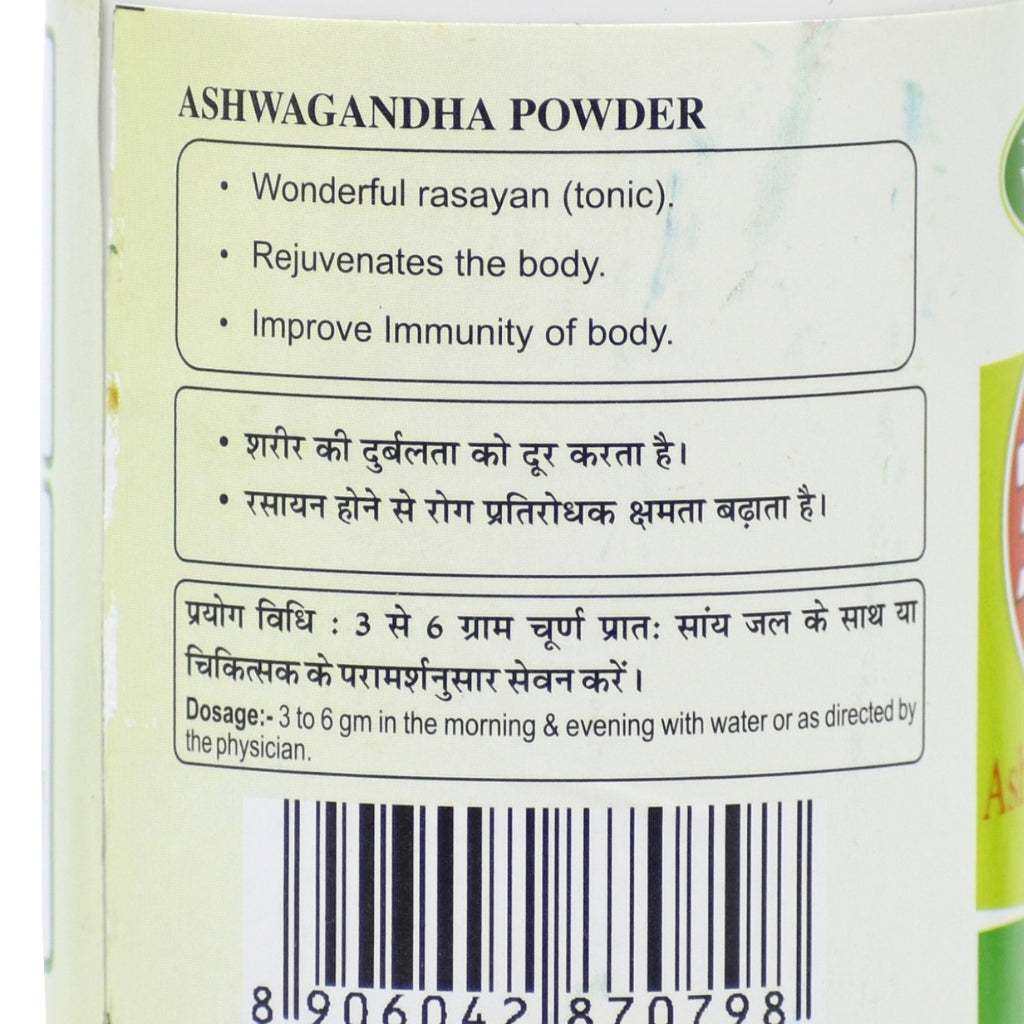 ASHWAGANDHA POWDER
• Wonderful rasayan (tonic).
• Rejuvenates the body.
• Improve Immunity of body.
• शरीर की दुर्बलता को दूर करता है।
• रसायन होने से रोग प्रतिरोधक क्षमता बढ़ाता है।
प्रयोग विधि : 3 से 6 ग्राम चूर्ण प्रातः सांय जल के साथ या
चिकित्सक के परामर्शनुसार सेवन करें।
Dosage:- 3 to 6 gm in the morning & evening with water or as directed by
the physician.
8 906042 870798